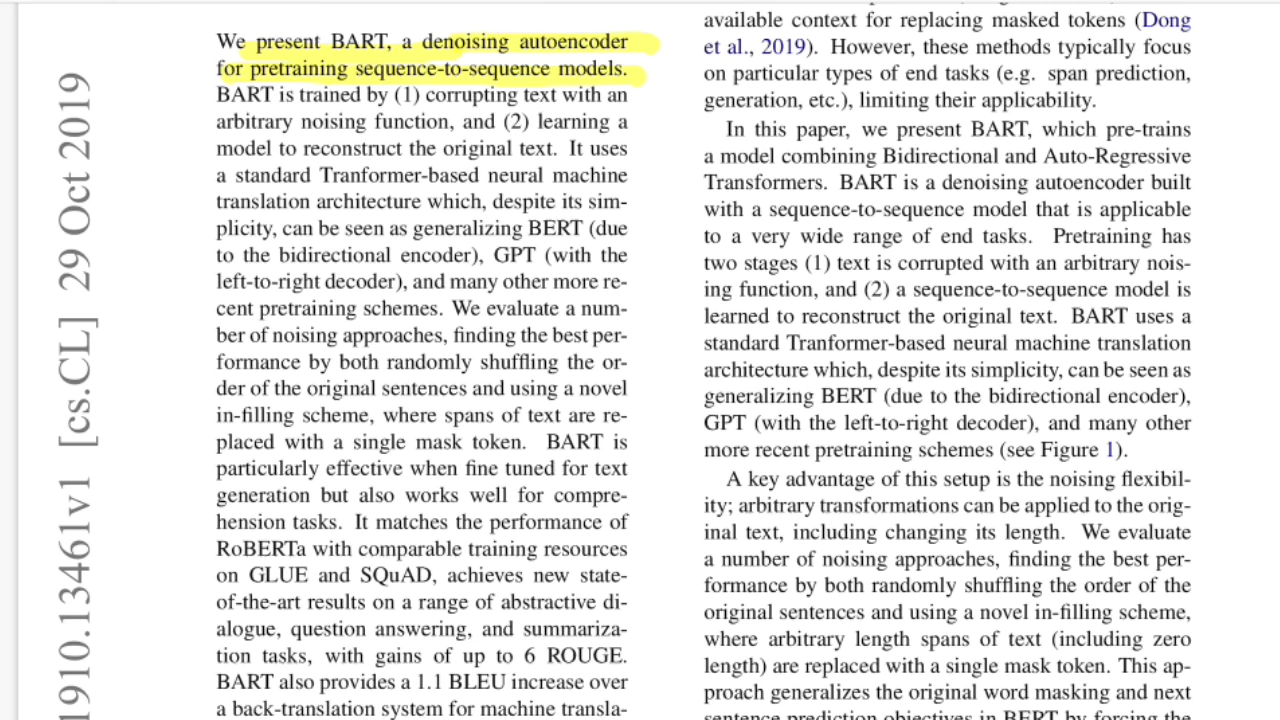 1910.13461v1 [cs.CL] 29 Oct 2019
We present BART, a denoising autoencoder
for pretraining sequence-to-sequence models.
BART is trained by (1) corrupting text with an
arbitrary noising function, and (2) learning a
model to reconstruct the original text. It uses
a standard Tranformer-based neural machine
translation architecture which, despite its sim-
plicity, can be seen as generalizing BERT (due
to the bidirectional encoder), GPT (with the
left-to-right decoder), and many other more re-
cent pretraining schemes. We evaluate a num-
ber of noising approaches, finding the best per-
formance by both randomly shuffling the or-
der of the original sentences and using a novel
in-filling scheme, where spans of text are re-
placed with a single mask token. BART is
particularly effective when fine tuned for text
generation but also works well for compre-
hension tasks. It matches the performance of
RoBERTa with comparable training resources
on GLUE and SQuAD, achieves new state-
of-the-art results on a range of abstractive di-
alogue, question answering, and summariza-
tion tasks, with gains of up to 6 ROUGE.
BART also provides a 1.1 BLEU increase over
a back-translation system for machine transla-
available context for replacing masked tokens (Dong
et al., 2019). However, these methods typically focus
on particular types of end tasks (e.g. span prediction,
generation, etc.), limiting their applicability.
In this paper, we present BART, which pre-trains
a model combining Bidirectional and Auto-Regressive
Transformers. BART is a denoising autoencoder built
with a sequence-to-sequence model that is applicable
to a very wide range of end tasks. Pretraining has
two stages (1) text is corrupted with an arbitrary nois-
ing function, and (2) a sequence-to-sequence model is
learned to reconstruct the original text. BART uses a
standard Tranformer-based neural machine translation
architecture which, despite its simplicity, can be seen as
generalizing BERT (due to the bidirectional encoder),
GPT (with the left-to-right decoder), and many other
more recent pretraining schemes (see Figure 1).
A key advantage of this setup is the noising flexibil-
ity; arbitrary transformations can be applied to the orig-
inal text, including changing its length. We evaluate
a number of noising approaches, finding the best per-
formance by both randomly shuffling the order of the
original sentences and using a novel in-filling scheme,
where arbitrary length spans of text (including zero
length) are replaced with a single mask token. This ap-
proach generalizes the original word masking and next
sentence prediction objectives in BERT by forcing the